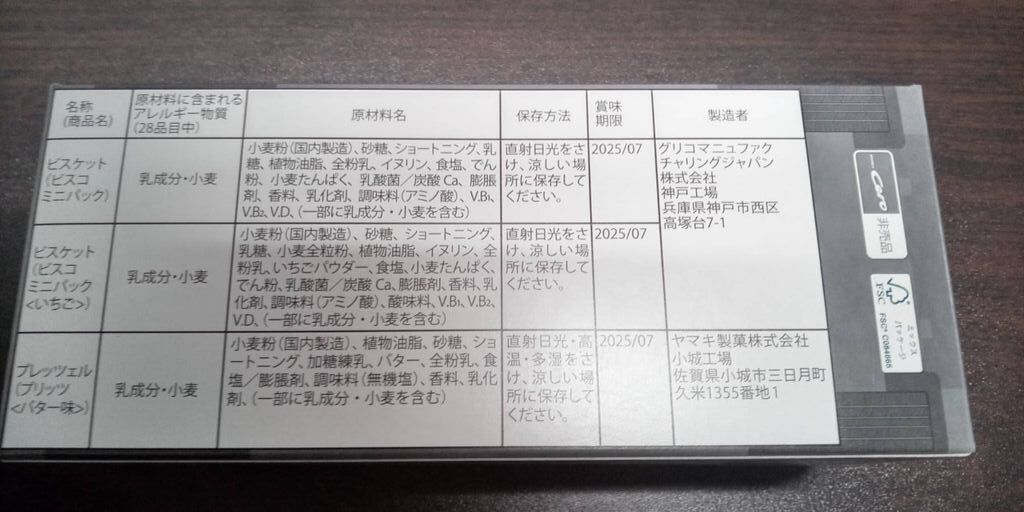 名称
(商品名)
原材料に含まれる
アレルギー物質
(28品目中)
原材料名
保存方法
賞味
期限
製造者
ビスケット
(ビスコ
ミニパック)
乳成分・小麦
小麦粉(国内製造)、砂糖、ショートニング、乳
糖、植物油脂、全粉乳、イヌリン、食塩、でん
粉、小麦たんぱく、乳酸菌/炭酸Ca、膨脹
剤、香料、乳化剤、調味料(アミノ酸)、V.B₁、
V.B₂、V.D、(一部に乳成分・小麦を含む)
直射日光をさ
け、涼しい場
所に保存して
ください。
2025/07
グリコマニュファク
チャリングジャパン
株式会社
神戸工場
兵庫県神戸市西区
高塚台7-1
ビスケット
(ビスコ
ミニパック
<いちご>)
乳成分・小麦
小麦粉(国内製造)、砂糖、ショートニング、
乳糖、小麦全粒粉、植物油脂、イヌリン、全
粉乳、いちごパウダー、食塩、小麦たんぱく、
でん粉、乳酸菌/炭酸Ca、膨脹剤、香料、乳
化剤、調味料(アミノ酸)、酸味料、V.B₁、V.B₂、
V.D、(一部に乳成分・小麦を含む)
直射日光をさ
け、涼しい場
所に保存して
ください。
2025/07
プレッツェル
(プリッツ
<バター味>)
乳成分・小麦
小麦粉(国内製造)、植物油脂、砂糖、ショ
ートニング、加糖練乳、バター、全粉乳、食
塩/膨脹剤、調味料(無機塩)、香料、乳化
剤、(一部に乳成分・小麦を含む)
直射日光・高
温・多湿をさ
け、涼しい場
所に保存して
ください。
2025/07
ヤマキ製菓株式会社
小城工場
佐賀県小城市三日月町
久米1355番地1
非売品
FSC
ミックス
パッケージ
FSC® C084665